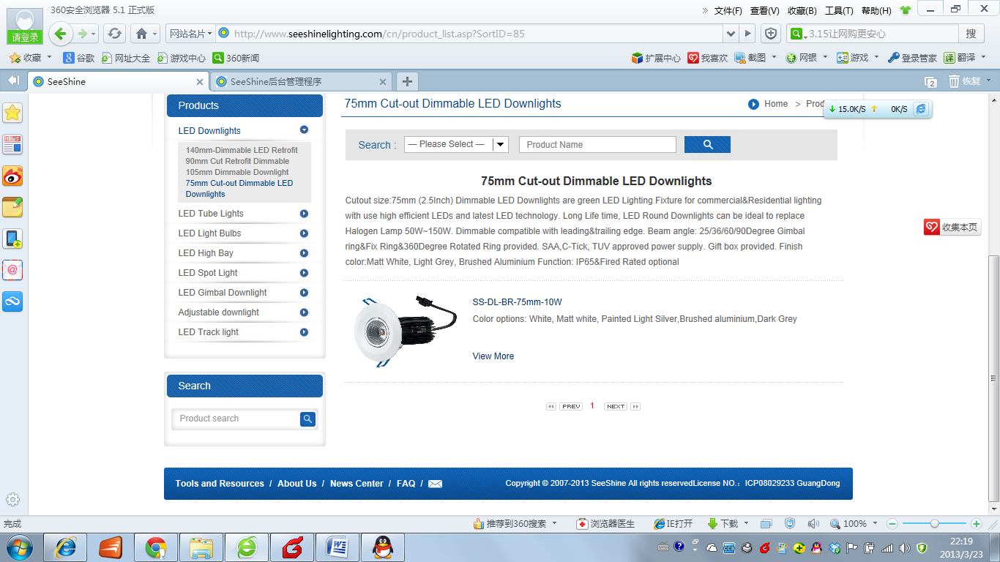 360安全浏览器 5.1 正式版
文件(F) 查看(V) 收藏(B) 工具(T) 帮助(H)
请登录
网站名片
http://www.seeshinelighting.com/cn/product_list.asp?SortID=85
3.15让网购更安心
搜
收藏 谷歌 网址大全 游戏中心 360新闻
扩展中心 我喜欢 截图 网银 游戏 登录管家 译 翻译
SeeShine
SeeShine后台管理程序
2 恢复
Products
LED Downlights
140mm-Dimmable LED Retrofit
90mm Cut Retrofit Dimmable
105mm Dimmable Downlight
75mm Cut-out Dimmable LED
Downlights
LED Tube Lights
LED Light Bulbs
LED High Bay
LED Spot Light
LED Gimbal Downlight
Adjustable downlight
LED Track light
Search
Product search
75mm Cut-out Dimmable LED Downlights
Home > Prod
15.0K/S 0K/S
Search :
— Please Select —
Product Name
75mm Cut-out Dimmable LED Downlights
Cutout size:75mm (2.5Inch) Dimmable LED Downlights are green LED Lighting Fixture for commercial&Residential lighting
with use high efficient LEDs and latest LED technology. Long Life time, LED Round Downlights can be ideal to replace
Halogen Lamp 50W~150W. Dimmable compatible with leading&trailing edge. Beam angle: 25/36/60/90Degree Gimbal
ring&Fix Ring&360Degree Rotated Ring provided. SAA,C-Tick, TUV approved power supply. Gift box provided. Finish
color:Matt White, Light Grey, Brushed Aluminium Function: IP65&Fired Rated optional
收集本页
SS-DL-BR-75mm-10W
Color options: White, Matt white, Painted Light Silver,Brushed aluminium,Dark Grey
View More
PREV 1 NEXT
Tools and Resources / About Us / News Center / FAQ /
Copyright © 2007-2013 SeeShine All rights reservedLicense NO.：ICP08029233 GuangDong
NEWS
完成
推荐到360搜索 浏览器医生 IE打开 下载 100%
22:19
2013/3/23